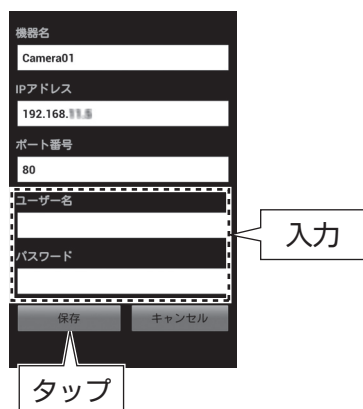 機器名
Camera01
IPアドレス
192.168.
ポート番号
80
ユーザー名
パスワード
入力
保存 キャンセル
タップ